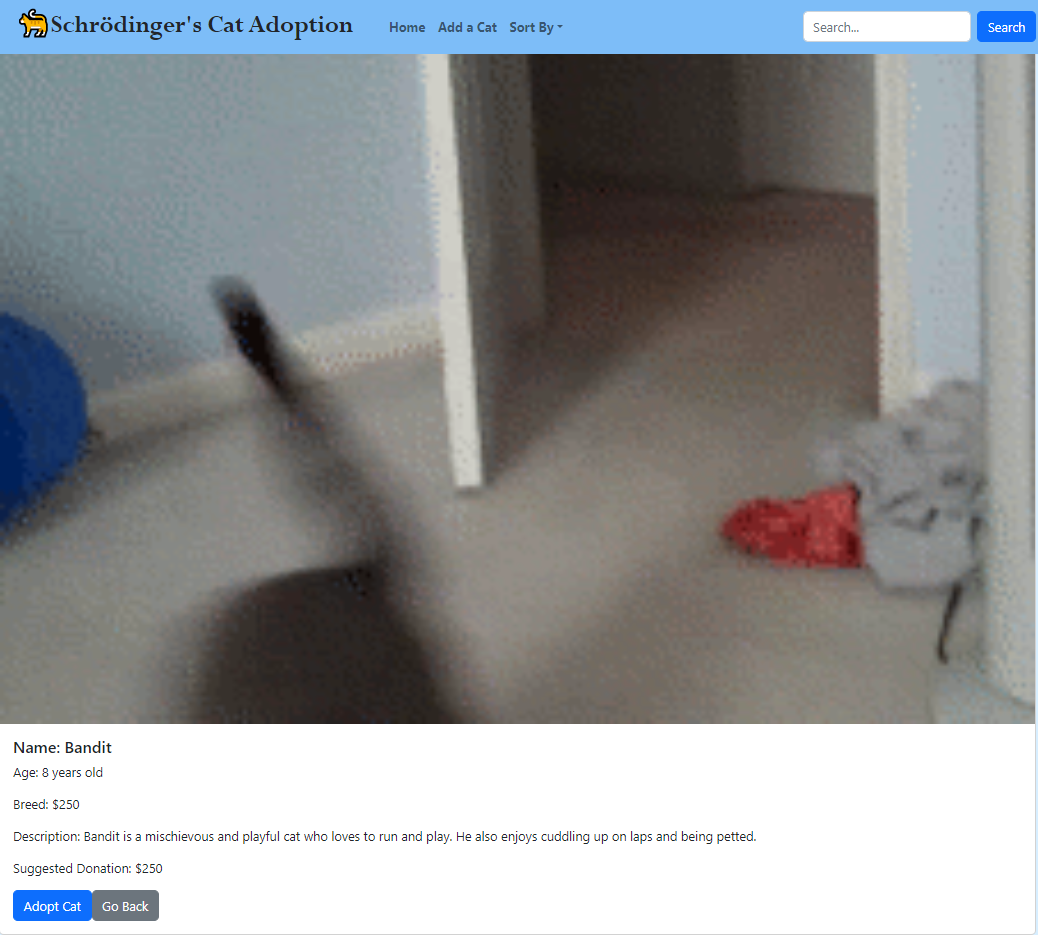 Schrödinger's Cat Adoption
Home Add a Cat Sort By
Search...
Search
Name: Bandit
Age: 8 years old
Breed: $250
Description: Bandit is a mischievous and playful cat who loves to run and play. He also enjoys cuddling up on laps and being petted.
Suggested Donation: $250
Adopt Cat Go Back